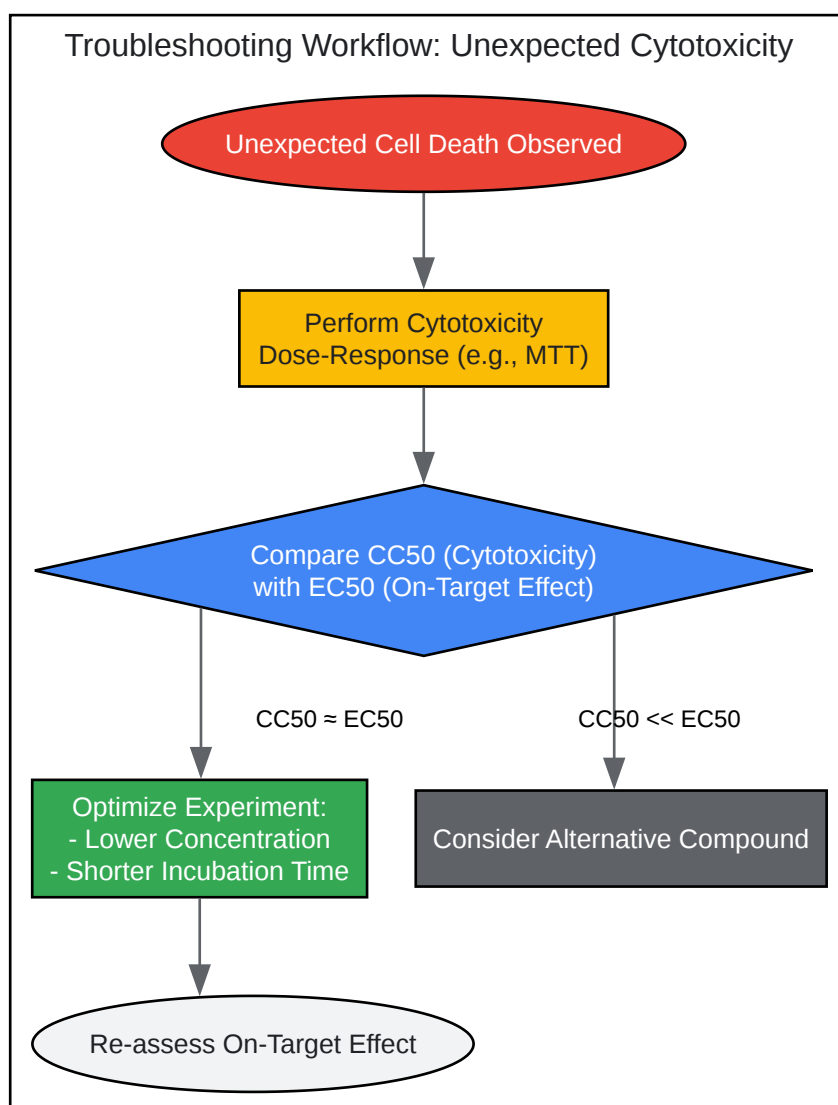 Troubleshooting Workflow: Unexpected Cytotoxicity
Unexpected Cell Death Observed
Perform Cytotoxicity
Dose-Response (e.g., MTT)
Compare CC50 (Cytotoxicity)
with EC50 (On-Target Effect)
CC50 ≈ EC50
CC50 << EC50
Optimize Experiment:
- Lower Concentration
- Shorter Incubation Time
Consider Alternative Compound
Re-assess On-Target Effect